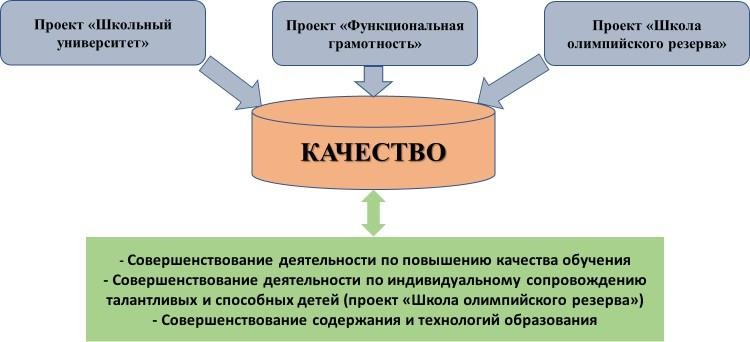 Проект «Школьный
университет»
Проект «Функциональная
грамотность»
Проект «Школа
олимпийского резерва»
КАЧЕСТВО
- Совершенствование деятельности по повышению качества обучения
- Совершенствование деятельности по индивидуальному сопровождению
талантливых и способных детей (проект «Школа олимпийского резерва»)
- Совершенствование содержания и технологий образования